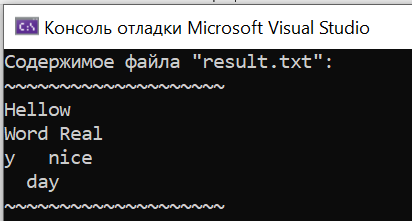 Консоль отладки Microsoft Visual Studio
Содержимое файла "result.txt":
~~~~~~~~~~~~~~~~~~~~
Hellow
Word Real
y   nice
  day
~~~~~~~~~~~~~~~~~~~~